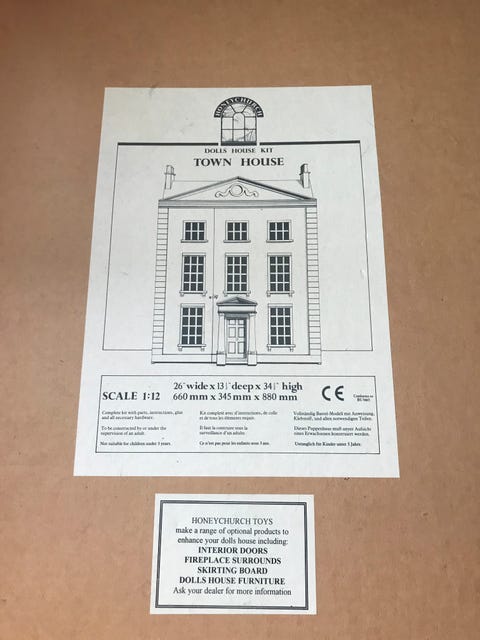 HONEYCHURCH
DOLLS HOUSE KIT
TOWN HOUSE
SCALE 1:12
26" wide x 13½" deep x 34½" high
660 mm x 345 mm x 880 mm
CE
Conforms to
Complete kit with parts, instructions, glue
and all necessary hardware.
To be constructed by or under the
supervision of an adult.
Not suitable for children under 3 years.
Kit complet avec d'instructions, de colle
et de tous les éléments requis.
Il faut la construire sous la
surveillance d'un adulte.
Ce n'est pas pour les enfants sous 3 ans.
Vollständig Bastel-Modell mit Anweisung,
Klebstoff, und allen notwendigen Teilen.
Dieses Puppenhaus muß unter Aufsicht
eines Erwachsenen konstruiert werden.
Untauglich für Kinder unter 3 Jahre.
HONEYCHURCH TOYS
make a range of optional products to
enhance your dolls house including:
INTERIOR DOORS
FIREPLACE SURROUNDS
SKIRTING BOARD
DOLLS HOUSE FURNITURE
Ask your dealer for more information